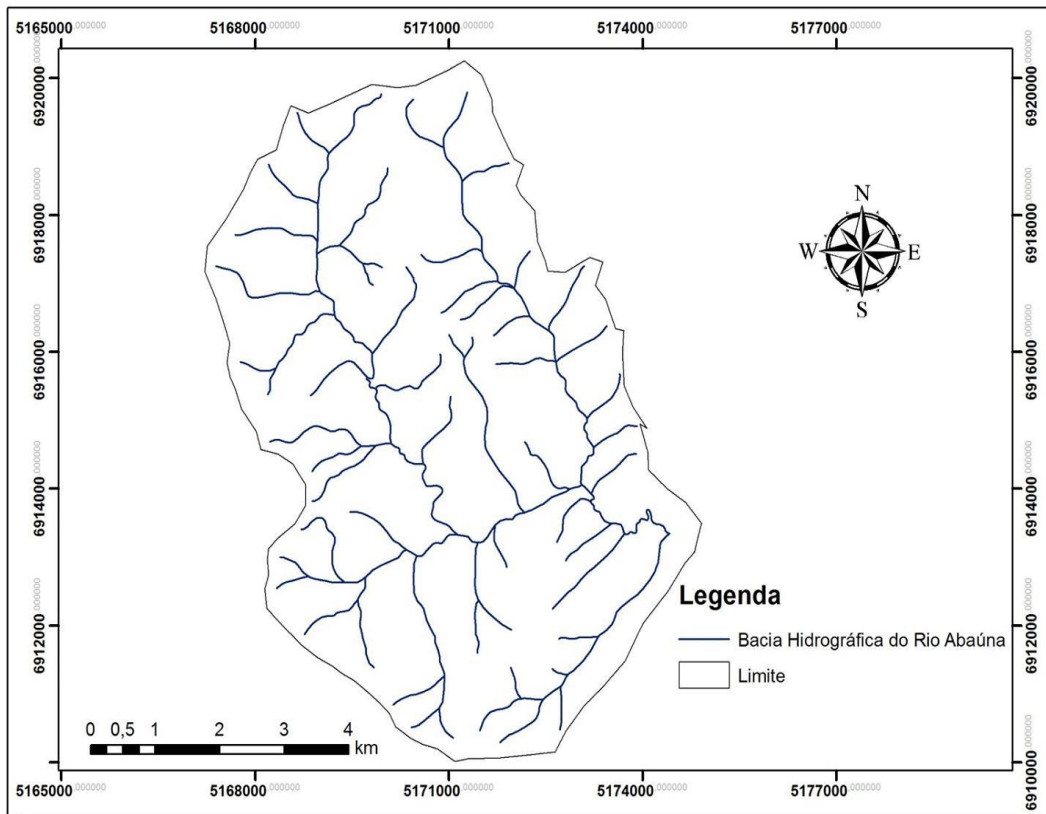 5165000,000000 5168000,000000 5171000,000000 5174000,000000 5177000,000000
6920000,000000 6920000,000000
6918000,000000 6918000,000000
6916000,000000 6916000,000000
6914000,000000 6914000,000000
6912000,000000 6912000,000000
6910000,000000
N
W E
S
Legenda
Bacia Hidrográfica do Rio Abaúna
Limite
0 0,5 1 2 3 4
km
5165000,000000 5168000,000000 5171000,000000 5174000,000000 5177000,000000